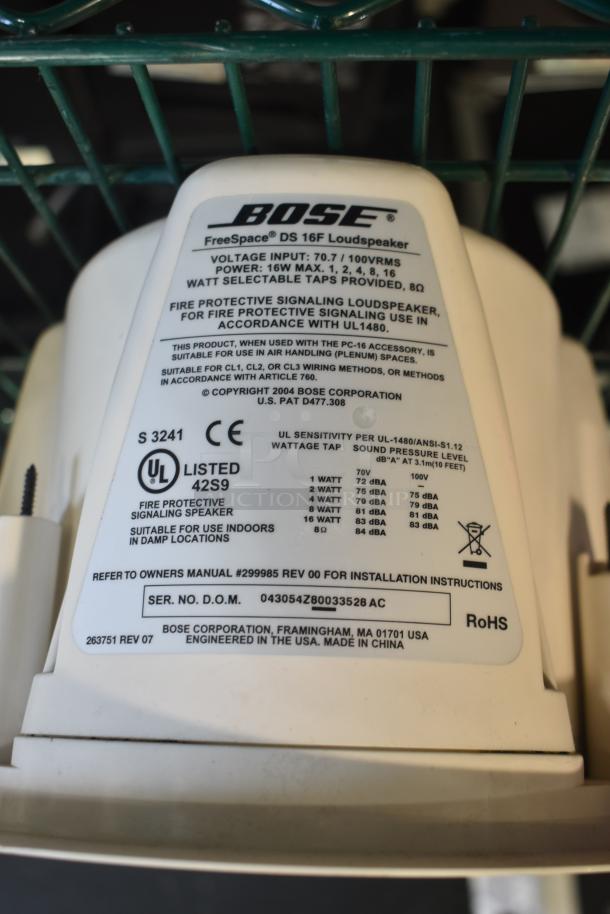 BOSE®
FreeSpace® DS 16F Loudspeaker
VOLTAGE INPUT: 70.7 / 100VRMS
POWER: 16W MAX. 1, 2, 4, 8, 16
WATT SELECTABLE TAPS PROVIDED, 8Ω
FIRE PROTECTIVE SIGNALING LOUDSPEAKER,
FOR FIRE PROTECTIVE SIGNALING USE IN
ACCORDANCE WITH UL1480.
THIS PRODUCT, WHEN USED WITH THE PC-16 ACCESSORY, IS
SUITABLE FOR USE IN AIR HANDLING (PLENUM) SPACES.
SUITABLE FOR CL1, CL2, OR CL3 WIRING METHODS, OR METHODS
IN ACCORDANCE WITH ARTICLE 760.
© COPYRIGHT 2004 BOSE CORPORATION
U.S. PAT D477.308
S 3241 CE
UL LISTED
42S9
FIRE PROTECTIVE
SIGNALING SPEAKER
SUITABLE FOR USE INDOORS
IN DAMP LOCATIONS
UL SENSITIVITY PER UL-1480/ANSI-S1.12
WATTAGE TAP SOUND PRESSURE LEVEL
dB"A" AT 3.1m(10 FEET)
70V 100V
1 WATT 72 dBA –
2 WATT 75 dBA 75 dBA
4 WATT 79 dBA 79 dBA
8 WATT 81 dBA 81 dBA
16 WATT 83 dBA 83 dBA
8Ω 84 dBA
REFER TO OWNERS MANUAL #299985 REV 00 FOR INSTALLATION INSTRUCTIONS
SER. NO. D.O.M. 043054Z80033528 AC
RoHS
263751 REV 07
BOSE CORPORATION, FRAMINGHAM, MA 01701 USA
ENGINEERED IN THE USA. MADE IN CHINA